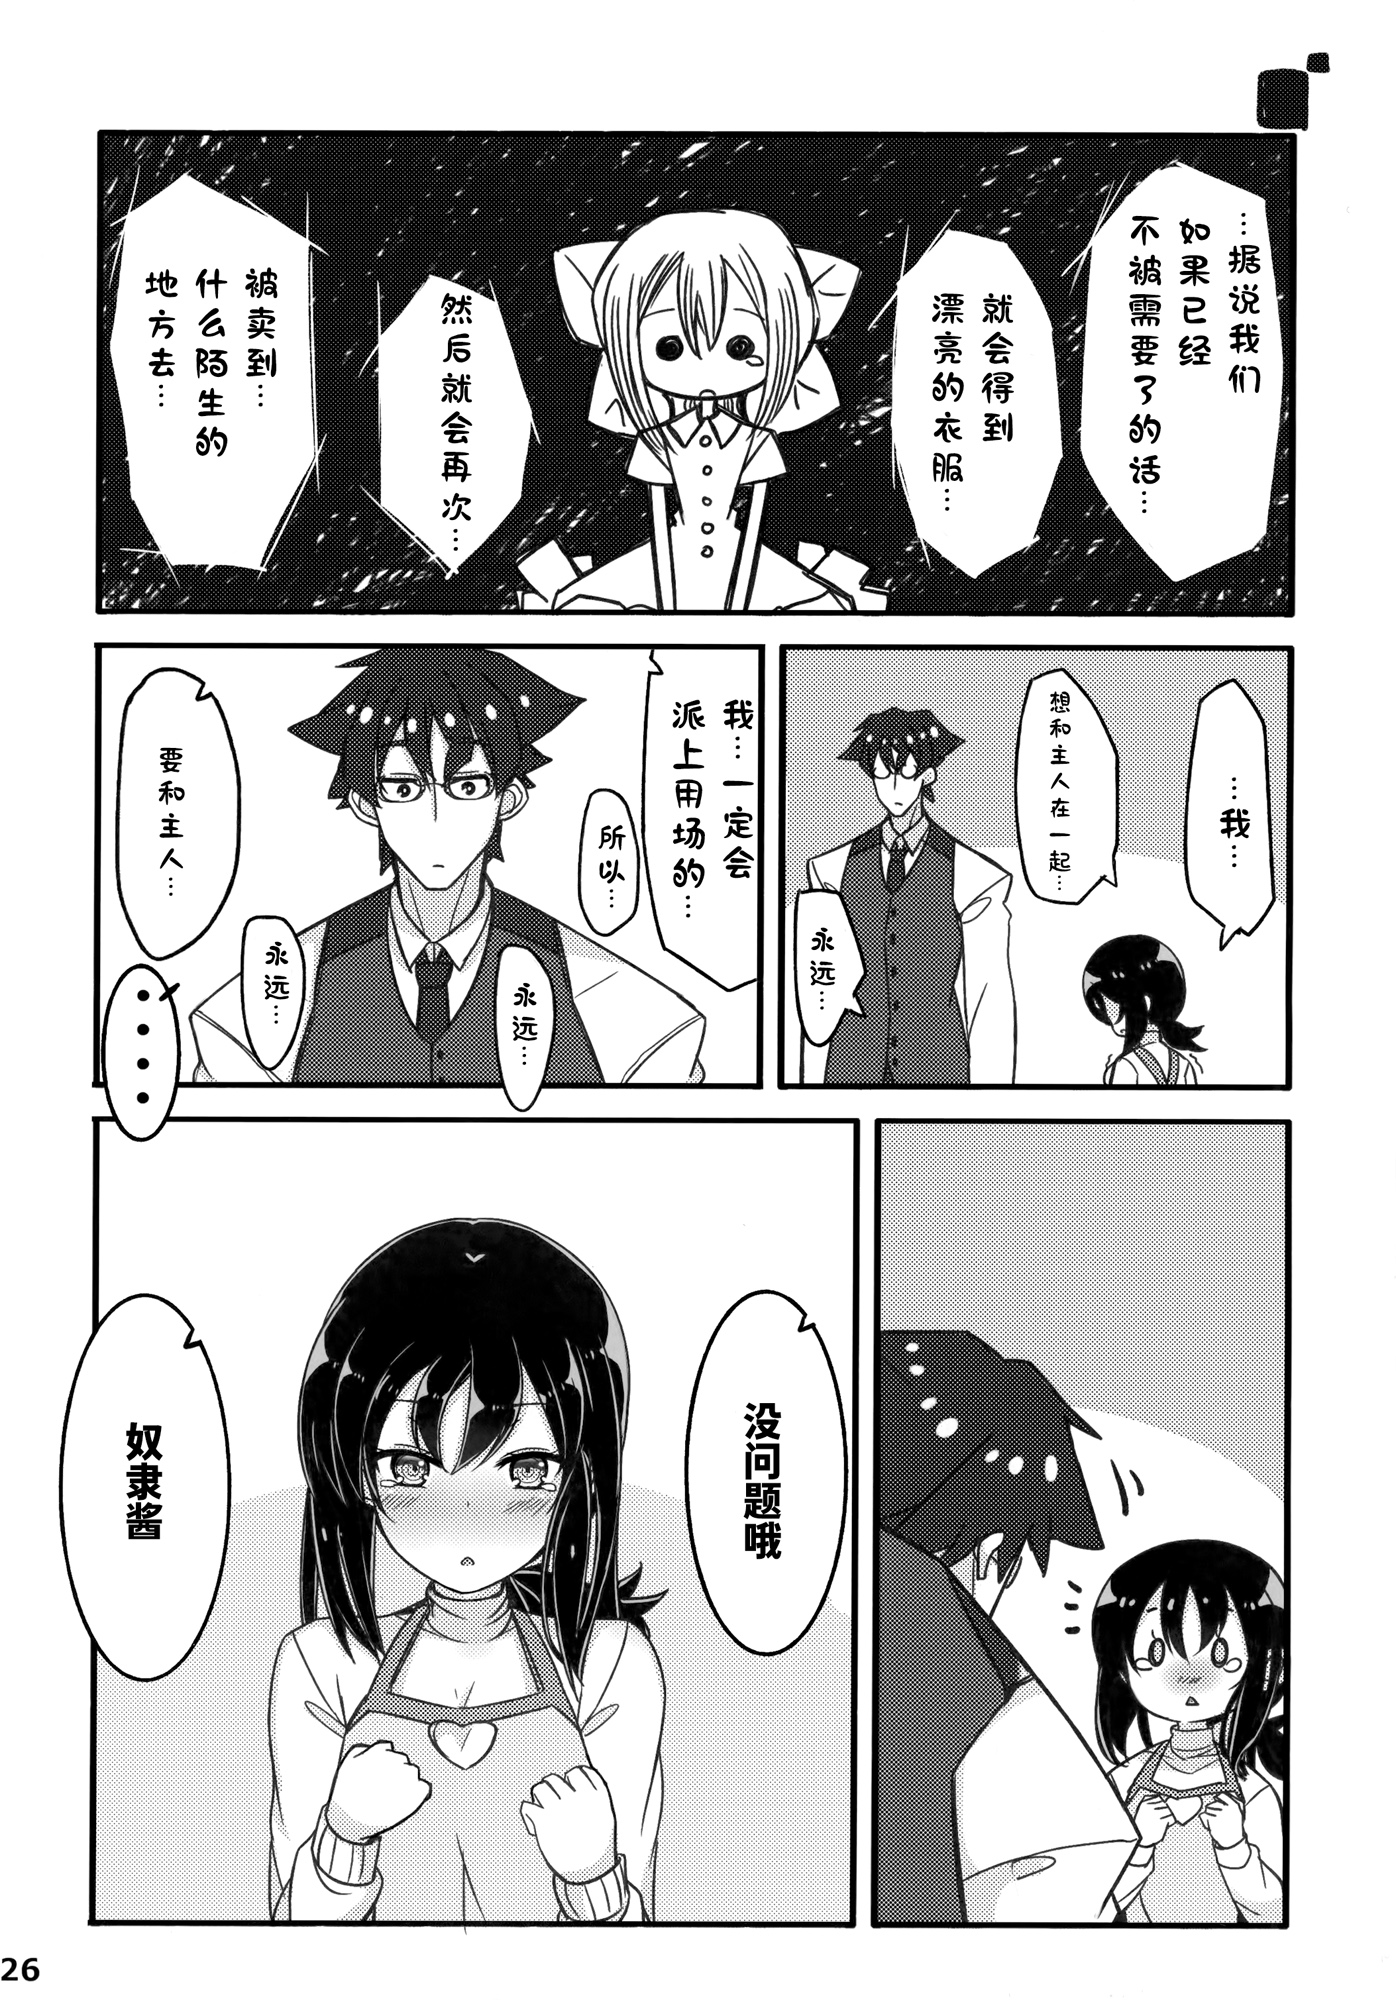 …据说我们
如果已经
不被需要了的话…
就会得到
漂亮的衣服…
然后就会再次…
被卖到…
什么陌生的
地方去…
…我…
想和主人在一起…
永远…
我…一定会
派上用场的…
所以…
永远…
永远…
要和主人…
••••
没问题哦
奴隶酱
26